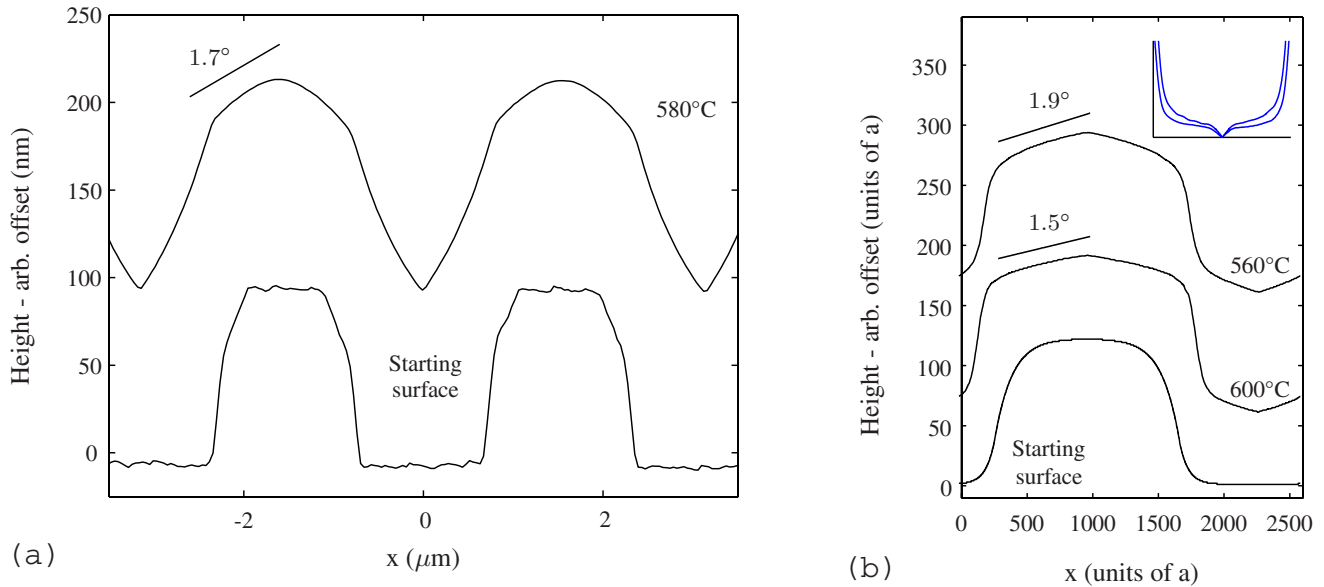 250
200
150
100
50
0
-2
0
2
Height - arb. offset (nm)
x (μm)
1.7°
580°C
Starting
surface
(a)
350
300
250
200
150
100
50
0
0
500
1000
1500
2000
2500
Height - arb. offset (units of a)
x (units of a)
1.9°
560°C
1.5°
600°C
Starting
surface
(b)